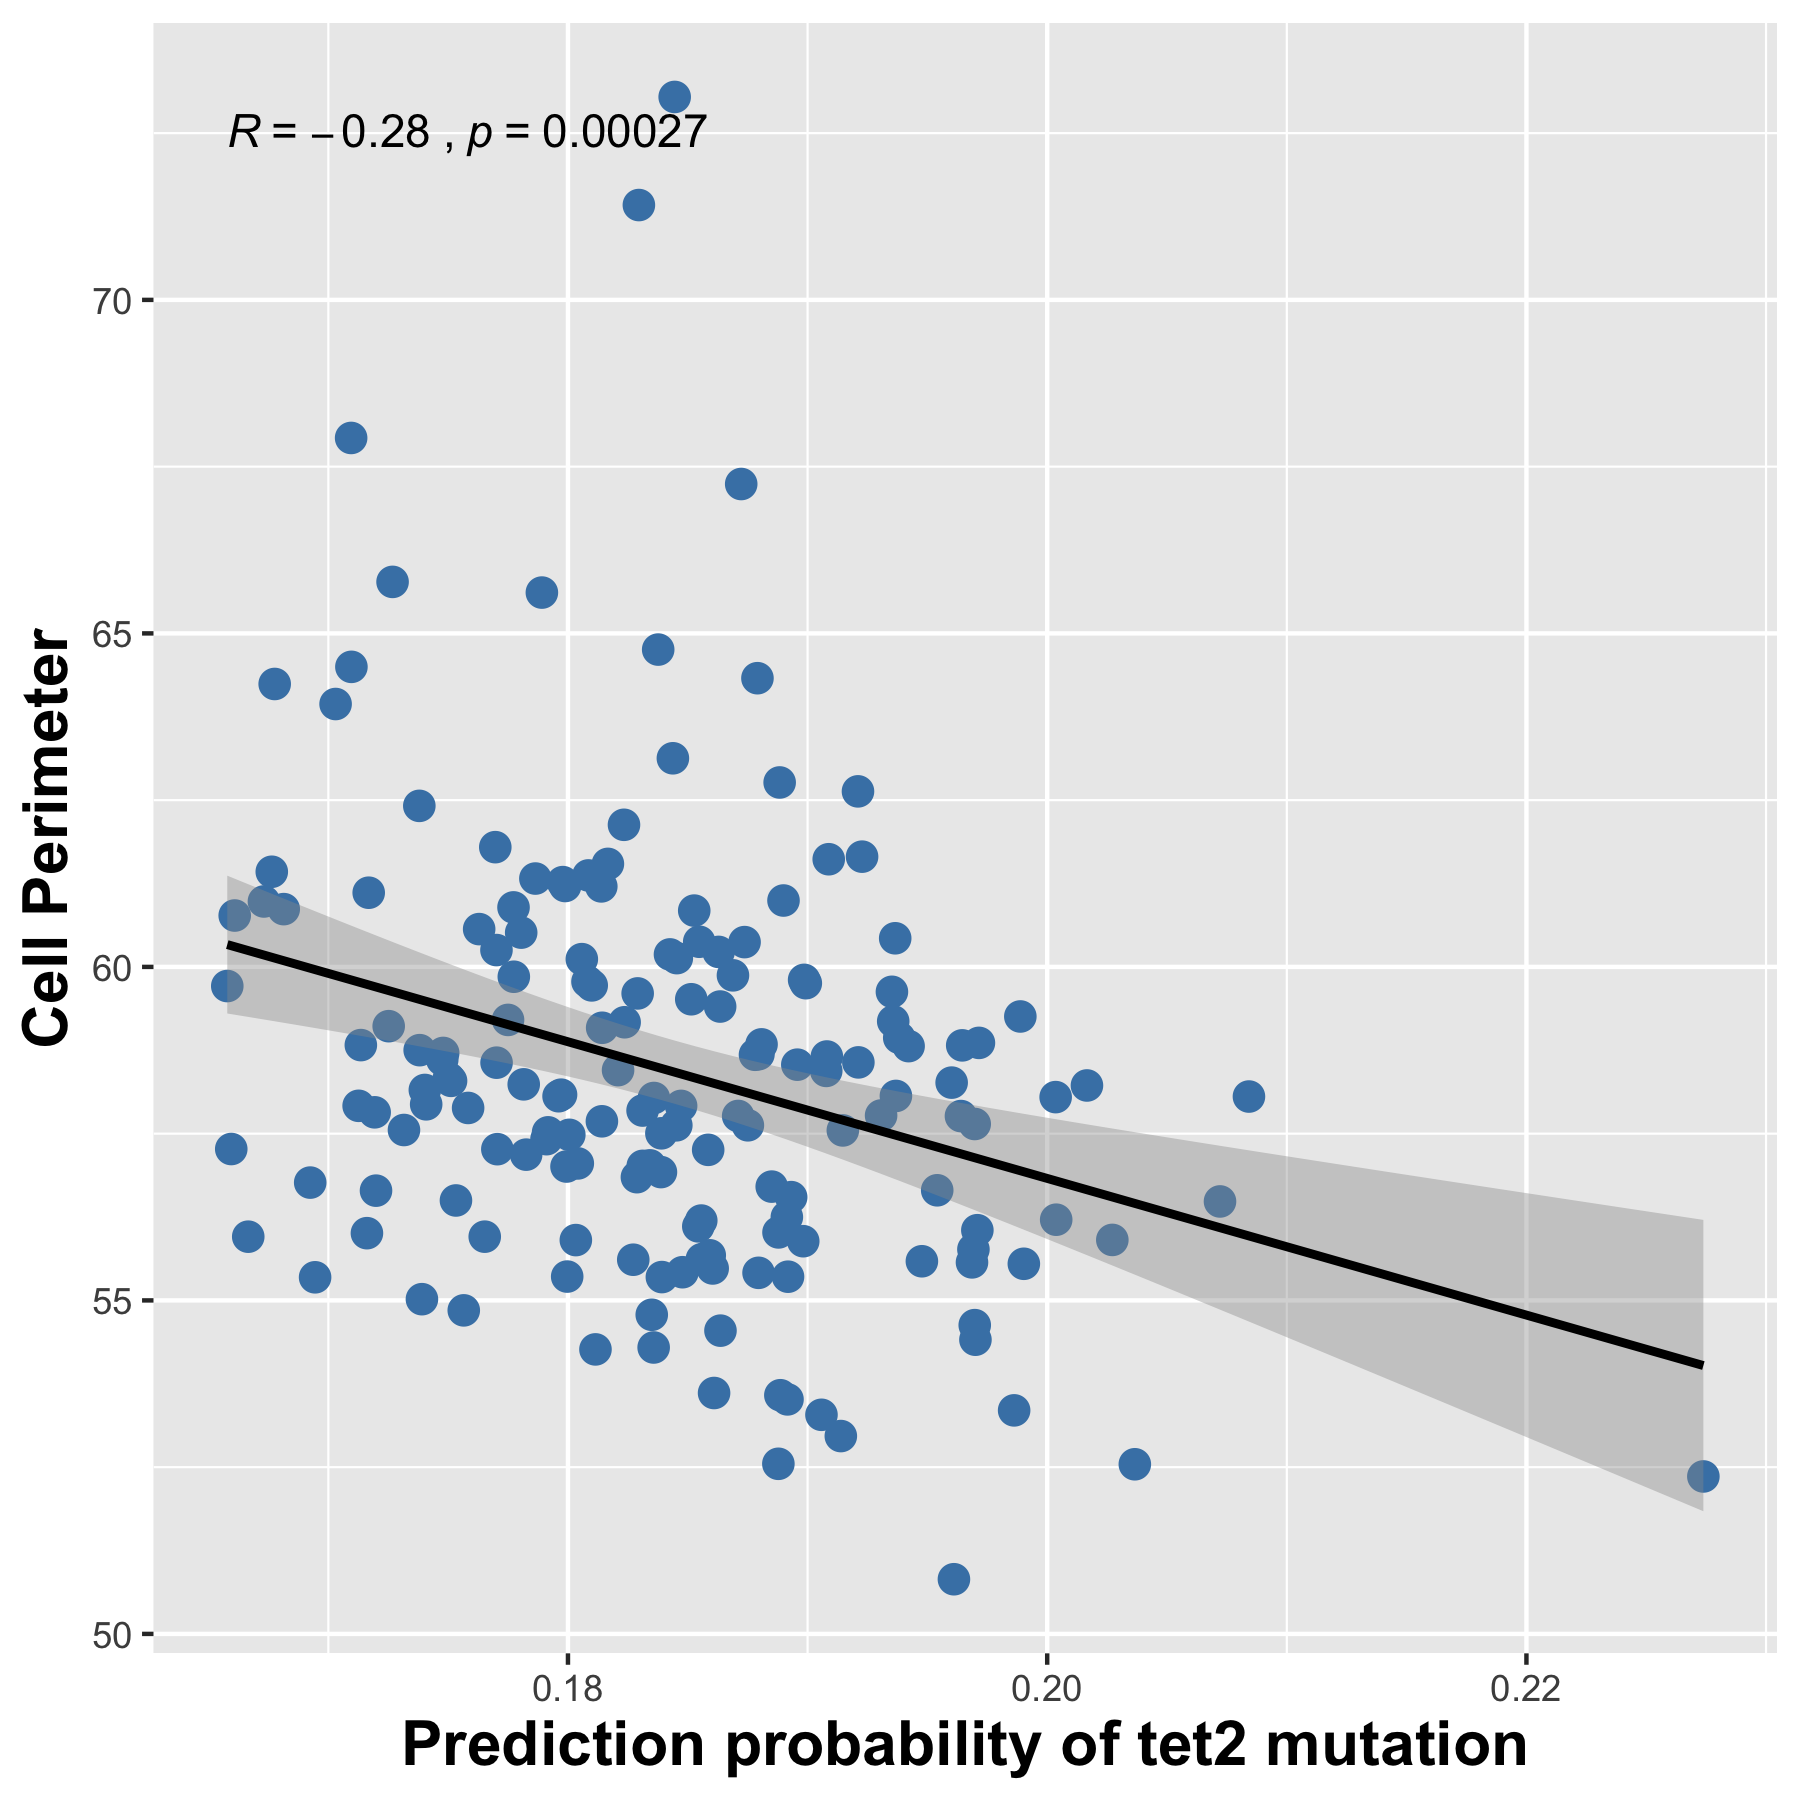 R = −0.28 , p = 0.00027
70
65
60
55
50
Cell Perimeter
0.18 0.20 0.22
Prediction probability of tet2 mutation